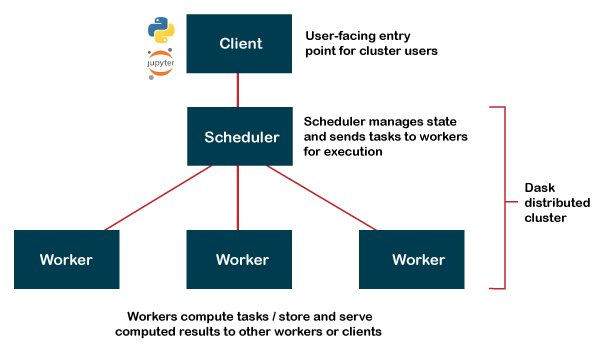 Client
jupyter
User-facing entry
point for cluster users
Scheduler
Scheduler manages state
and sends tasks to workers
for execution
Dask
distributed
cluster
Worker
Worker
Worker
Workers compute tasks / store and serve
computed results to other workers or clients